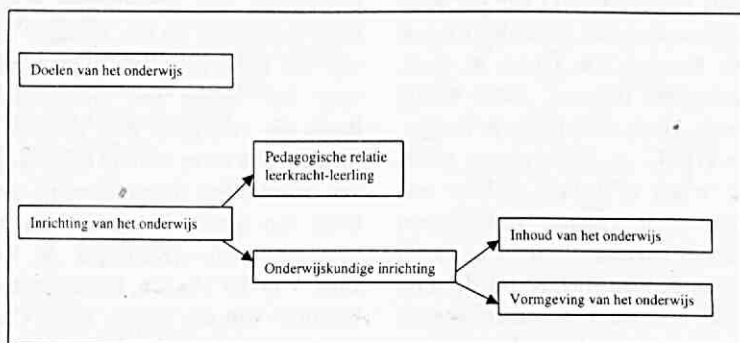 Doelen van het onderwijs
Pedagogische relatie
leerkracht-leerling
Inrichting van het onderwijs
Inhoud van het onderwijs
Onderwijskundige inrichting
Vormgeving van het onderwijs